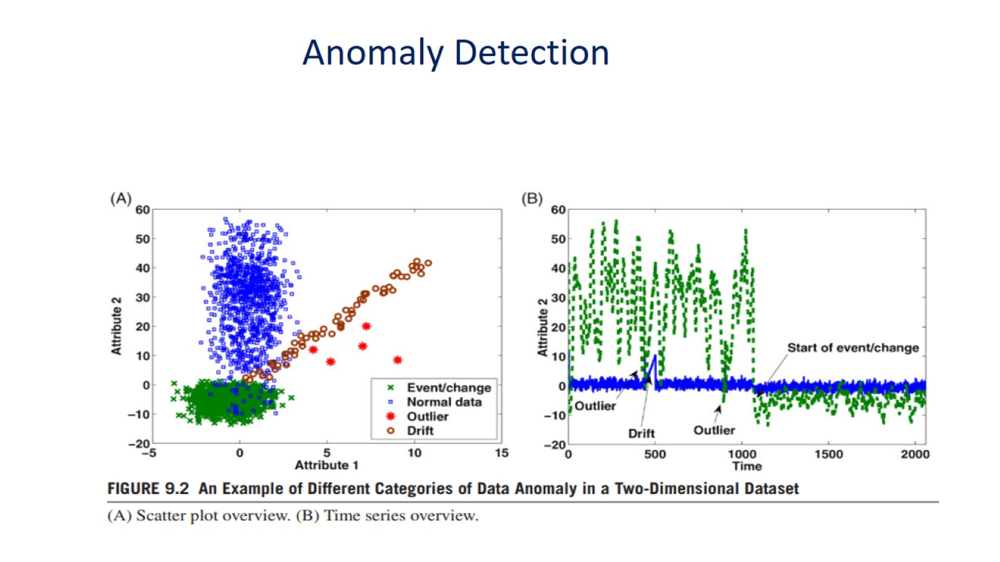 Anomaly Detection
(A)
60
50
40
30
20
10
0
−10
−20
Attribute 2
−5
0
5
10
15
Attribute 1
Event/change
Normal data
Outlier
Drift
(B)
60
50
40
30
20
10
0
−10
−20
Attribute 2
Start of event/change
Outlier
Drift
Outlier
0
500
1000
1500
2000
Time
FIGURE 9.2 An Example of Different Categories of Data Anomaly in a Two-Dimensional Dataset
(A) Scatter plot overview. (B) Time series overview.